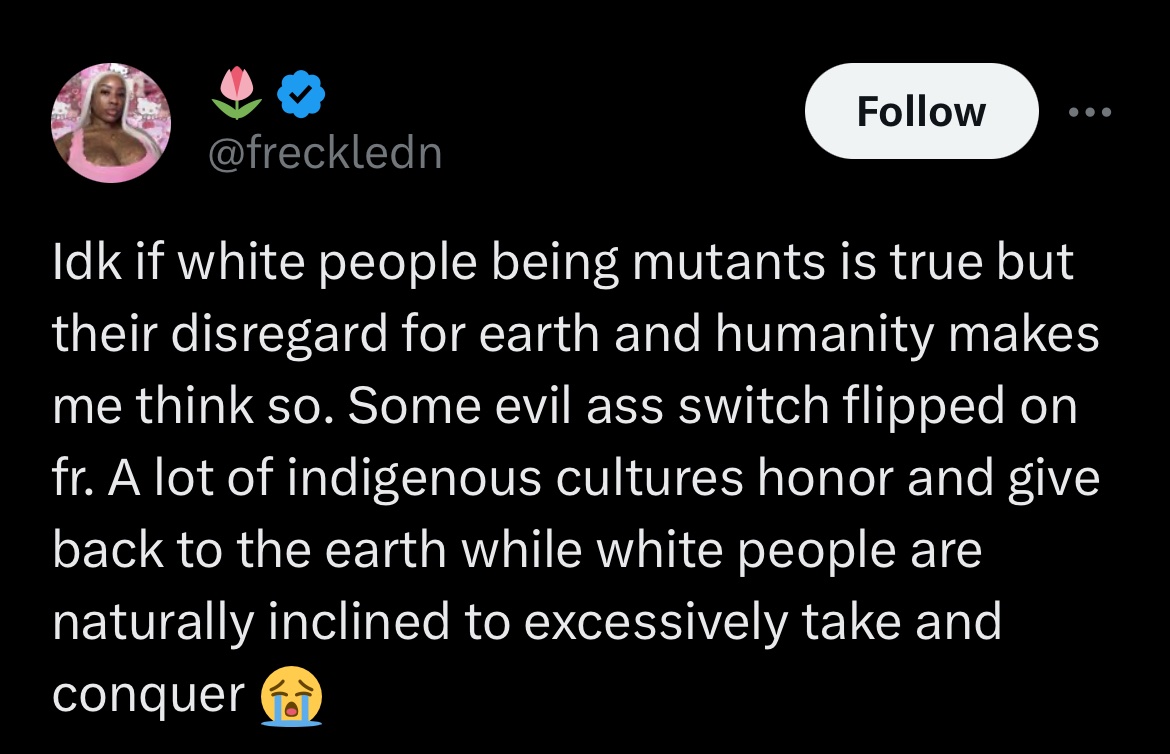 🌷
@freckledn
Follow
Idk if white people being mutants is true but
their disregard for earth and humanity makes
me think so. Some evil ass switch flipped on
fr. A lot of indigenous cultures honor and give
back to the earth while white people are
naturally inclined to excessively take and
conquer 😭